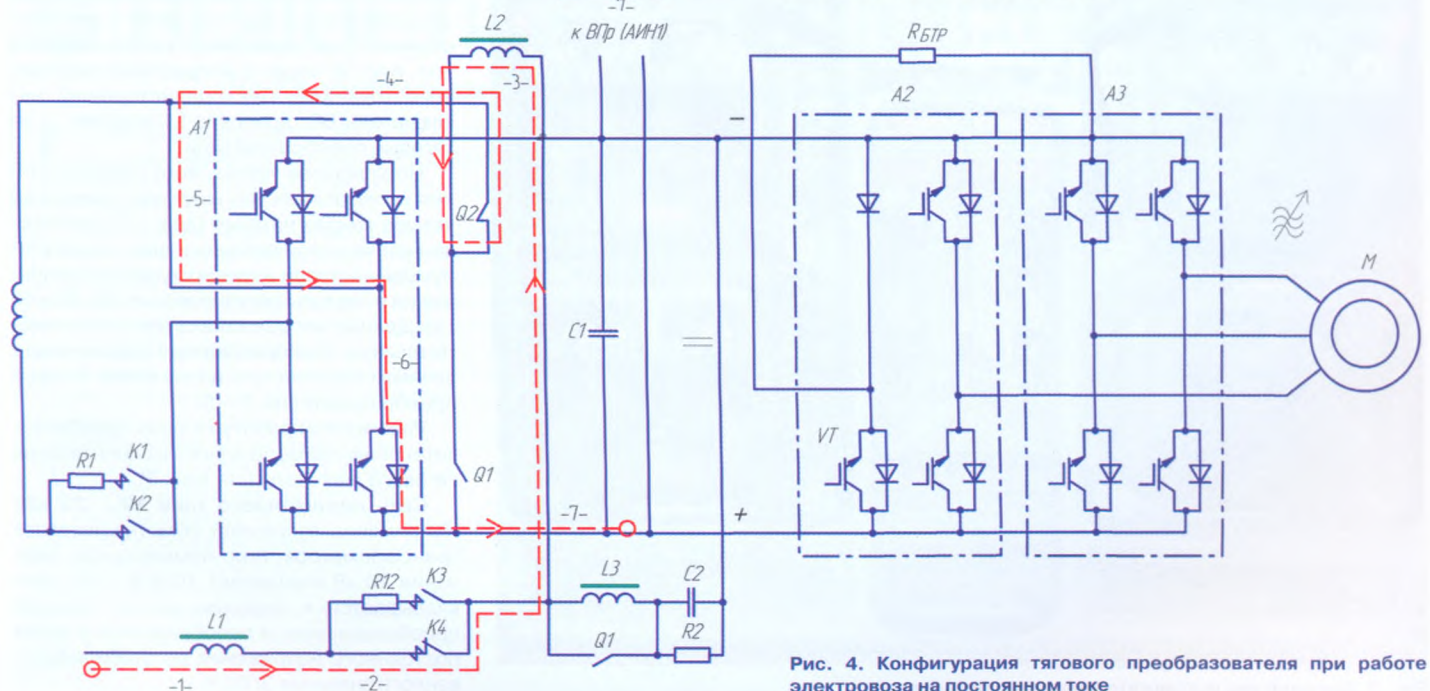 -1-
к ВПр (АИН1)
L2
RБТР
-4-
-3-
A1
A2
A3
−
-5-
Q2
M
C1
-6-
VT
R1
K1
K2
Q1
-7-
+
L1
R12
K3
K4
L3
C2
Q1
R2
-1-
-2-
Рис. 4. Конфигурация тягового преобразователя при работе
электровоза на постоянном токе